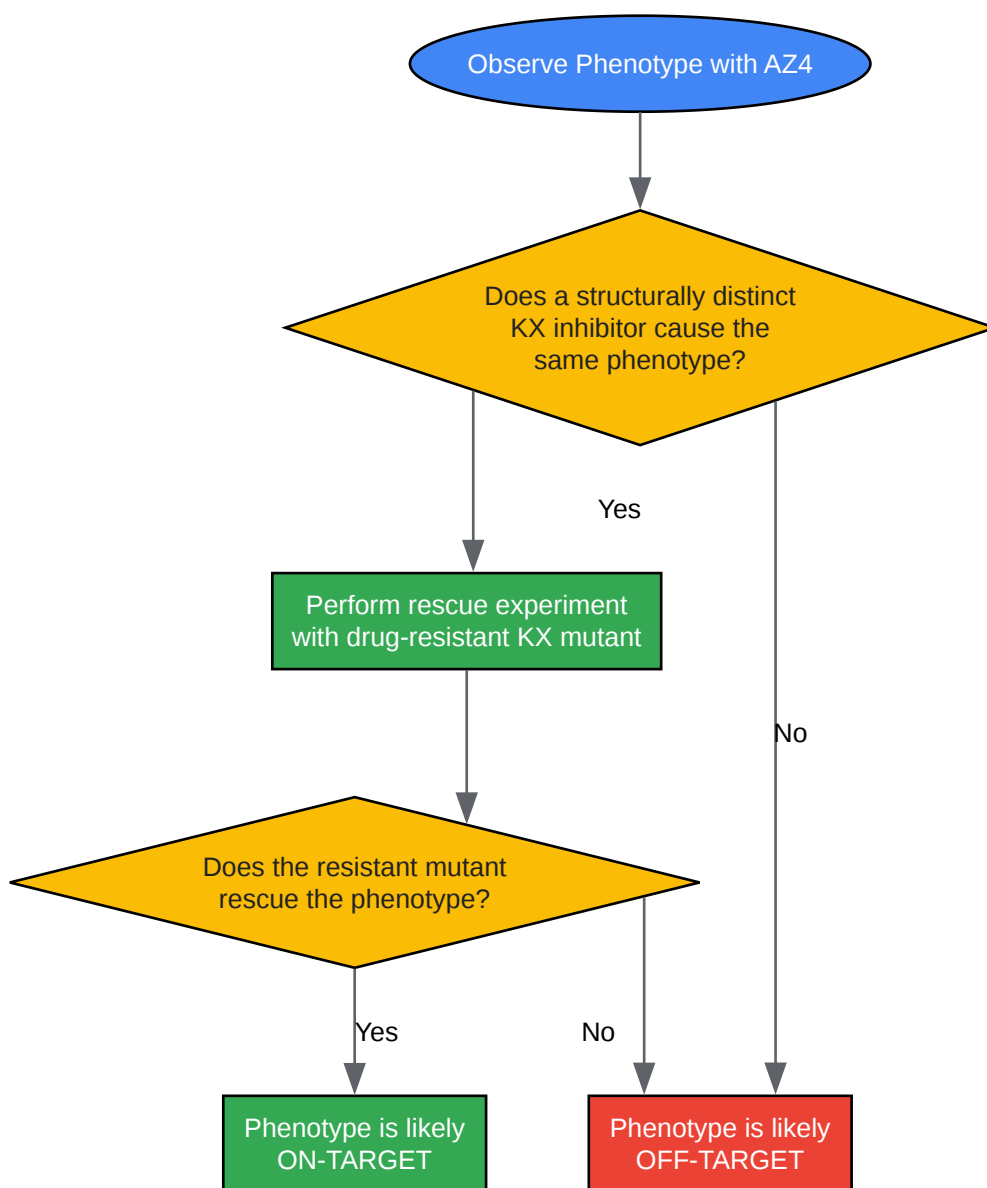 Observe Phenotype with AZ4
Does a structurally distinct
KX inhibitor cause the
same phenotype?
Yes
Perform rescue experiment
with drug-resistant KX mutant
No
Does the resistant mutant
rescue the phenotype?
Yes
No
Phenotype is likely
ON-TARGET
Phenotype is likely
OFF-TARGET